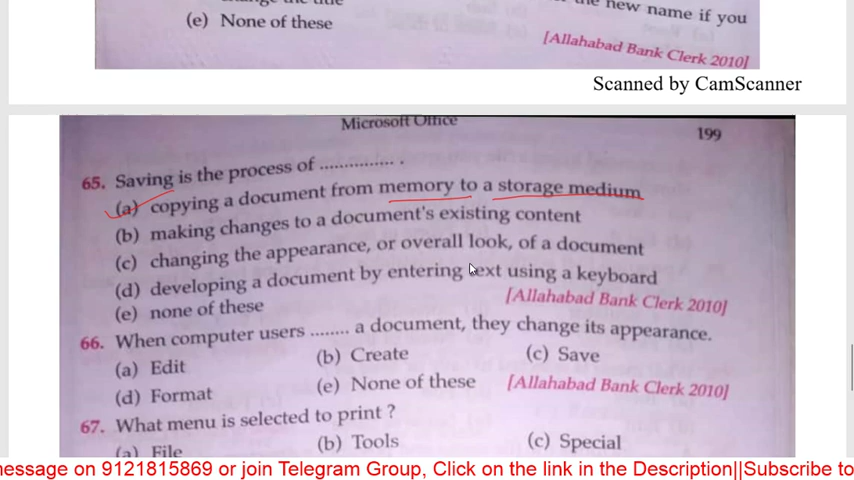 the new name if you
(e) None of these
[Allahabad Bank Clerk 2010]
Scanned by CamScanner
Microsoft Office
199
65. Saving is the process of ............... .
(a) copying a document from memory to a storage medium
(b) making changes to a document's existing content
(c) changing the appearance, or overall look, of a document
(d) developing a document by entering text using a keyboard
(e) none of these
[Allahabad Bank Clerk 2010]
66. When computer users ........ a document, they change its appearance.
(a) Edit (b) Create (c) Save
(d) Format (e) None of these [Allahabad Bank Clerk 2010]
67. What menu is selected to print ?
(a) File (b) Tools (c) Special
message on 9121815869 or join Telegram Group, Click on the link in the Description||Subscribe to